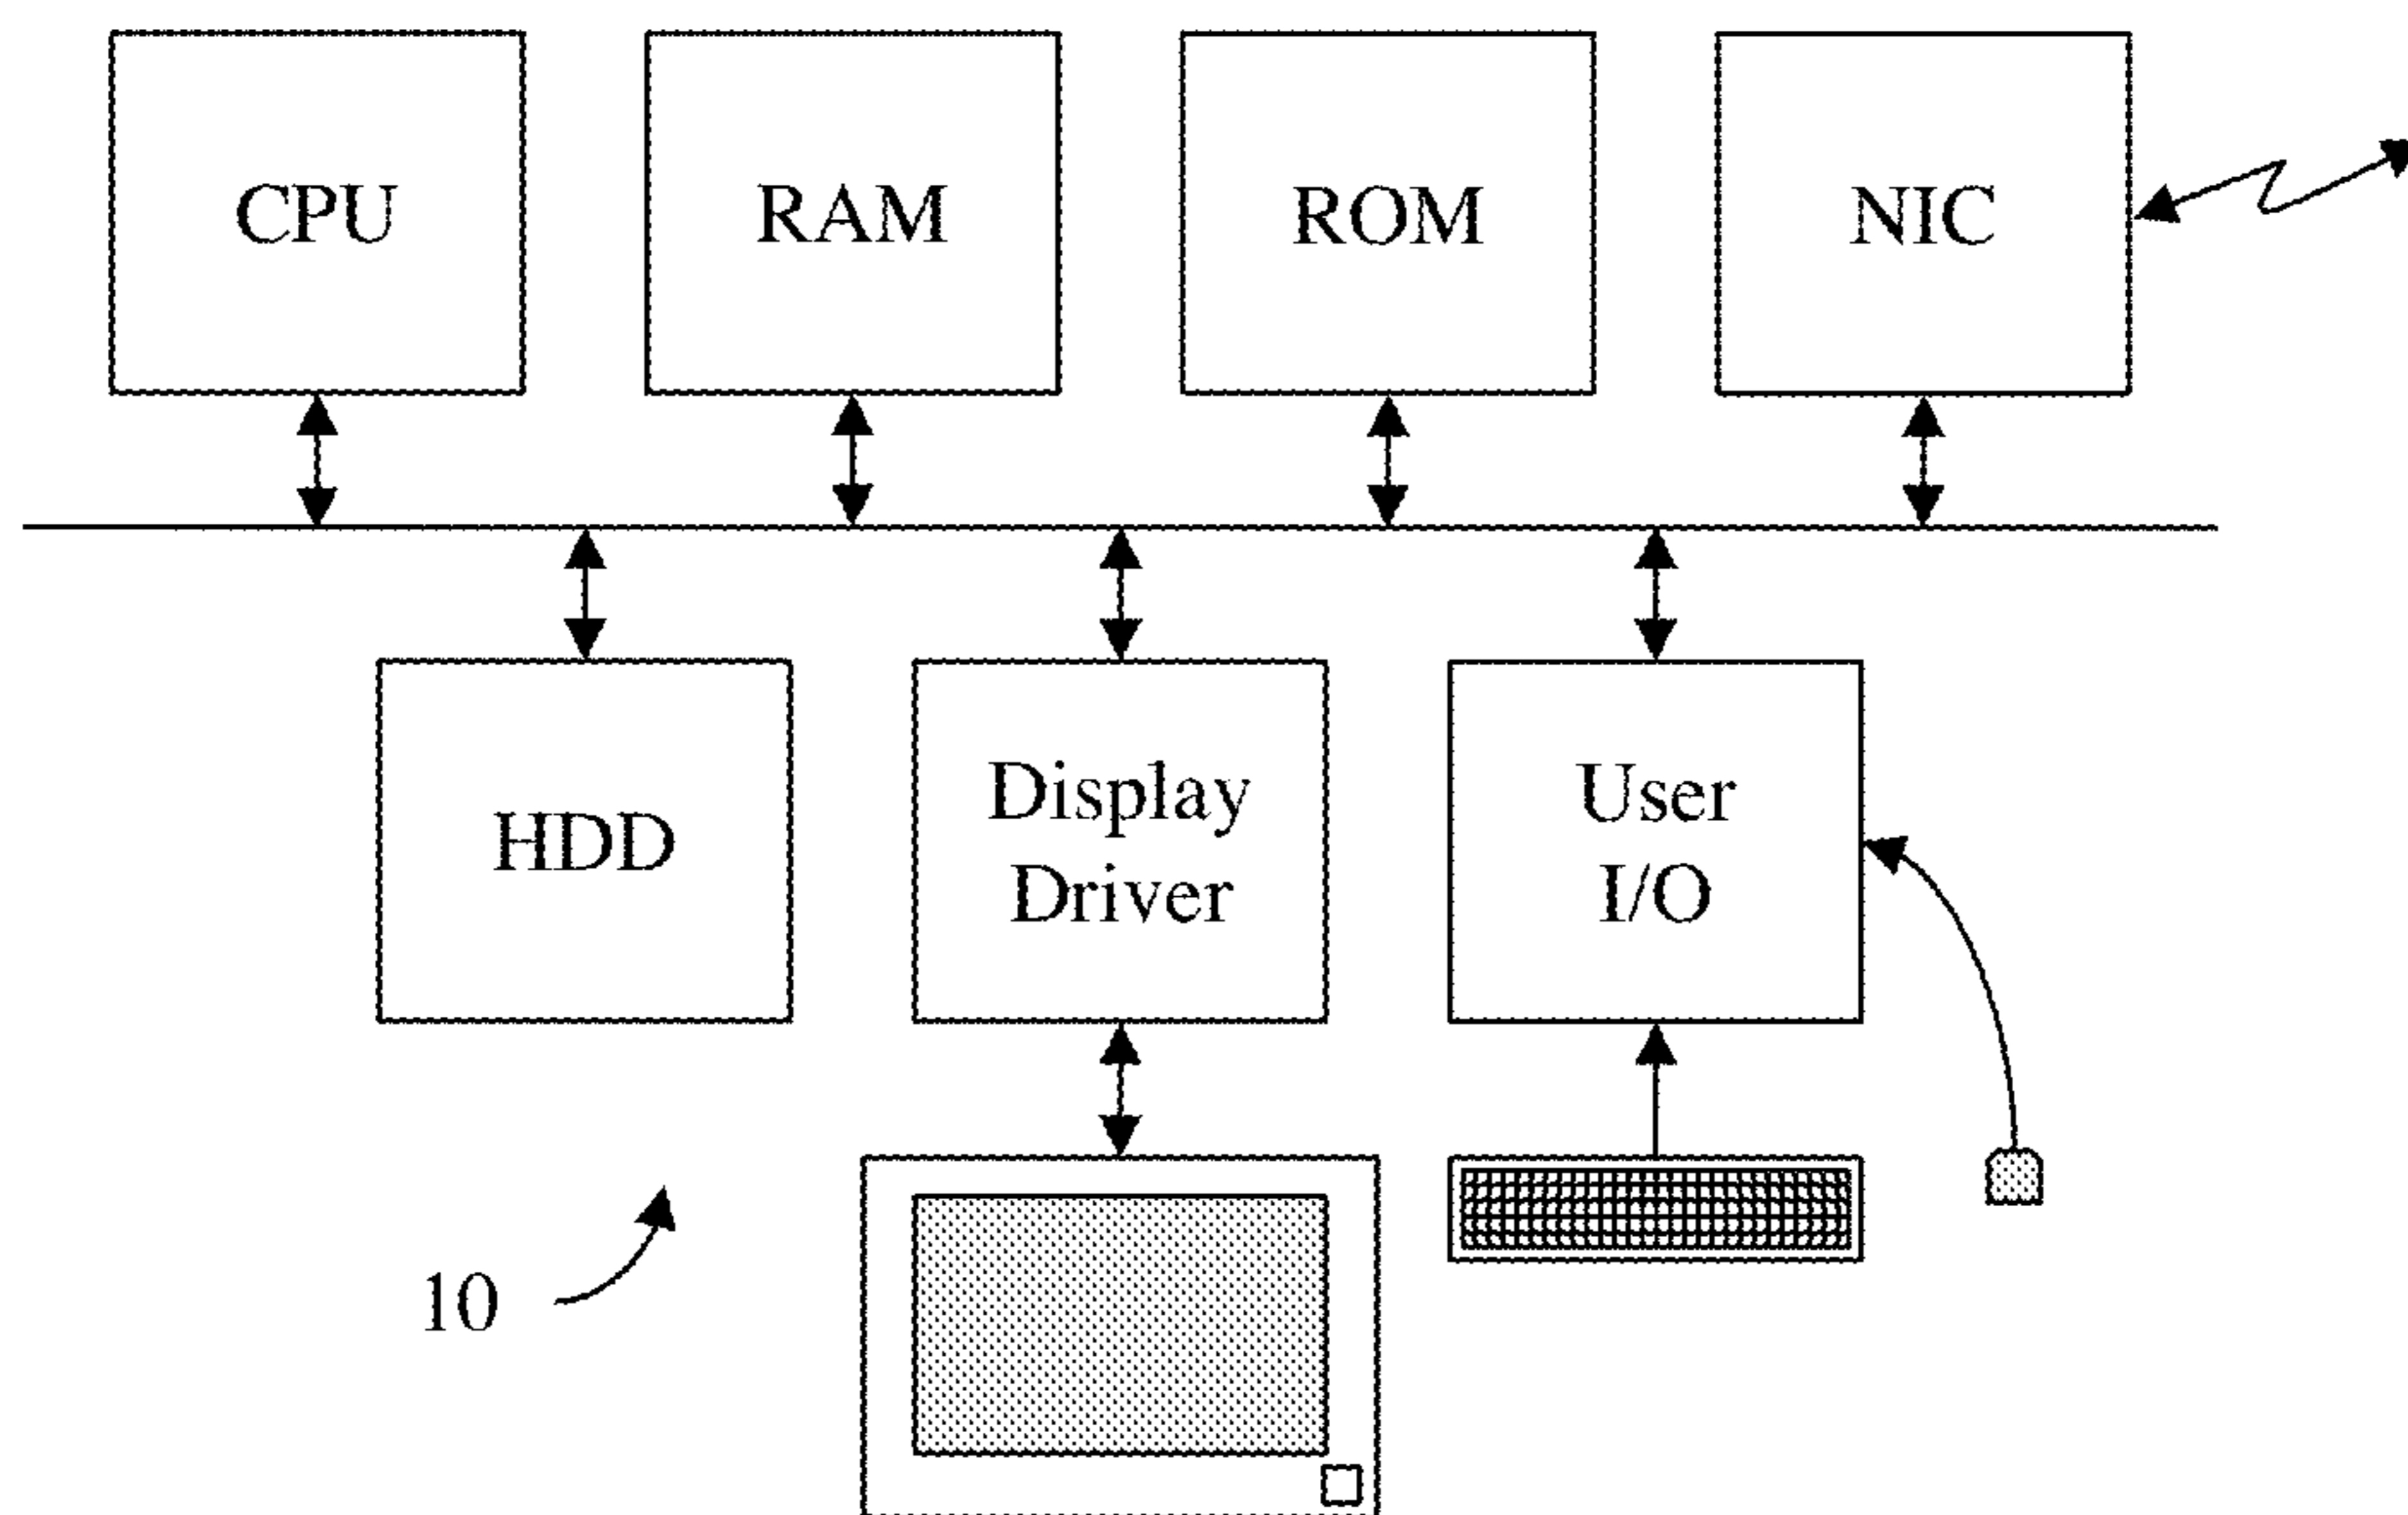 CPU
RAM
ROM
NIC
HDD
Display
Driver
User
I/O
10